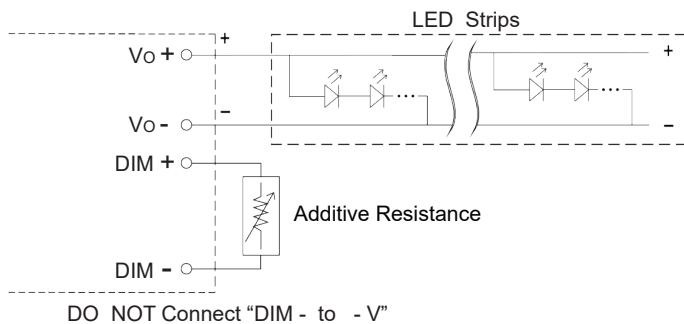 LED Strips
Vo + +
+
Vo - –
–
DIM +
Additive Resistance
DIM -
DO NOT Connect “DIM - to - V”